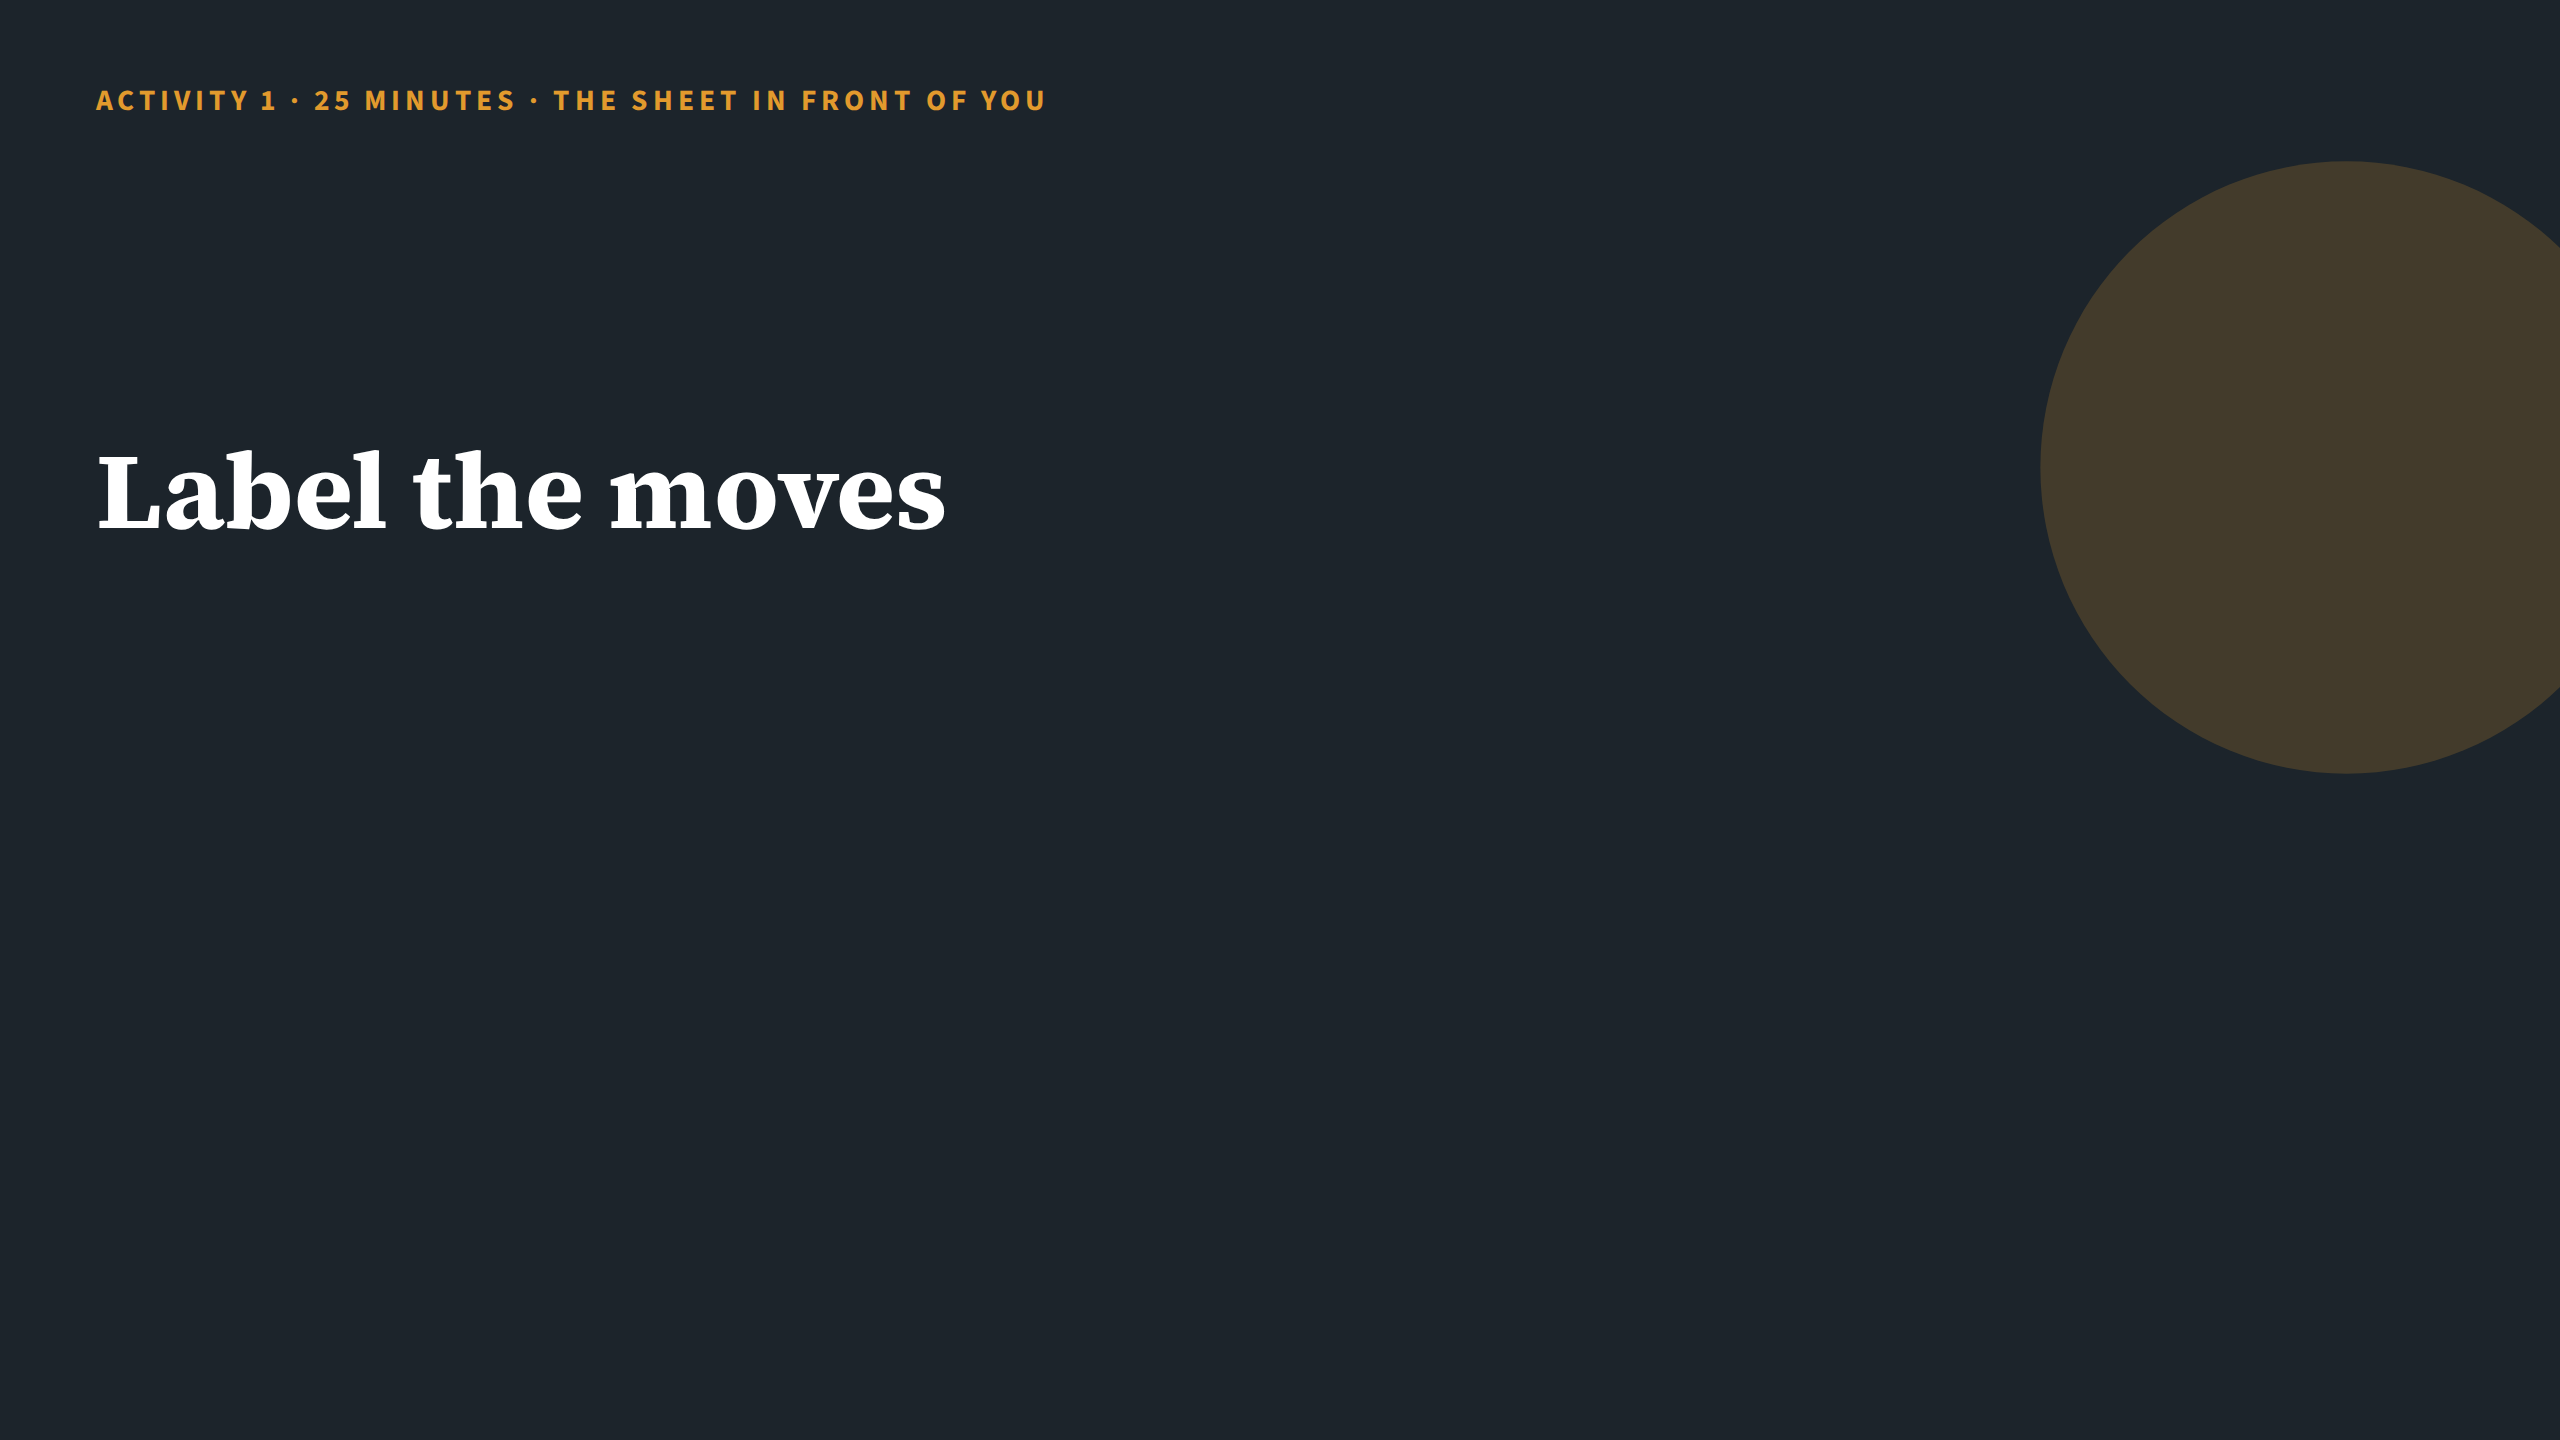 ACTIVITY 1 · 25 MINUTES · THE SHEET IN FRONT OF YOU
Label the moves